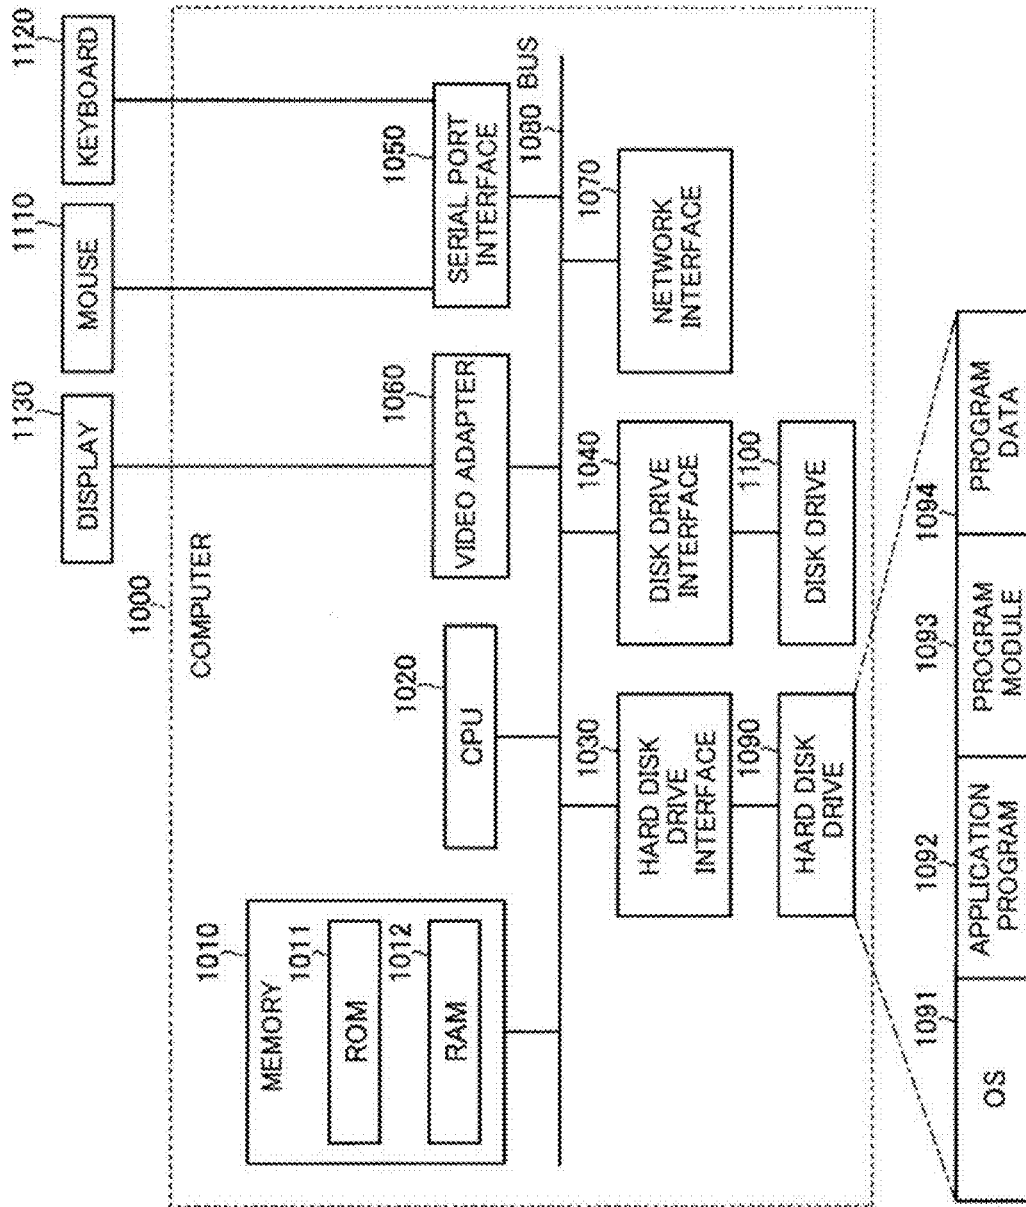 1000
COMPUTER
1010
MEMORY
1011
ROM
1012
RAM
1020
CPU
1130
DISPLAY
1060
VIDEO ADAPTER
1110
MOUSE
1120
KEYBOARD
1050
SERIAL PORT
INTERFACE
1080
BUS
1030
HARD DISK
DRIVE
INTERFACE
1040
DISK DRIVE
INTERFACE
1070
NETWORK
INTERFACE
1090
HARD DISK
DRIVE
1100
DISK DRIVE
1091
OS
1092
APPLICATION
PROGRAM
1093
PROGRAM
MODULE
1094
PROGRAM
DATA